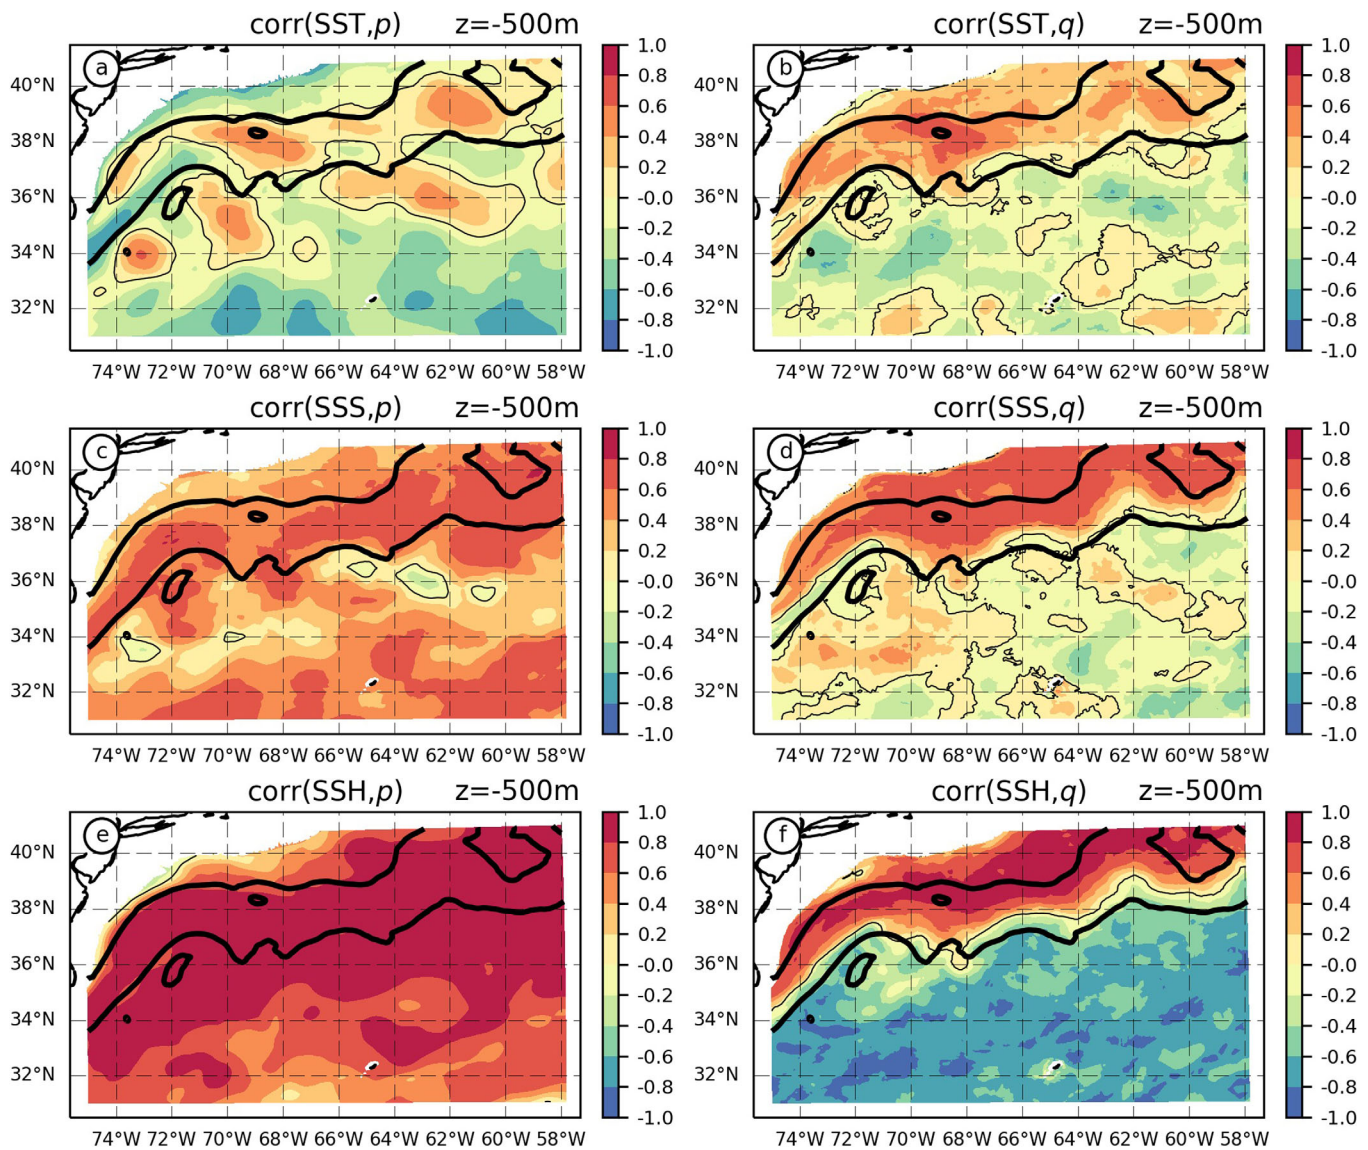 corr(SST,p) z=-500m
a
40°N
38°N
36°N
34°N
32°N
74°W 72°W 70°W 68°W 66°W 64°W 62°W 60°W 58°W
1.0
0.8
0.6
0.4
0.2
-0.0
-0.2
-0.4
-0.6
-0.8
-1.0
corr(SST,q) z=-500m
b
40°N
38°N
36°N
34°N
32°N
74°W 72°W 70°W 68°W 66°W 64°W 62°W 60°W 58°W
1.0
0.8
0.6
0.4
0.2
-0.0
-0.2
-0.4
-0.6
-0.8
-1.0
corr(SSS,p) z=-500m
c
40°N
38°N
36°N
34°N
32°N
74°W 72°W 70°W 68°W 66°W 64°W 62°W 60°W 58°W
1.0
0.8
0.6
0.4
0.2
-0.0
-0.2
-0.4
-0.6
-0.8
-1.0
corr(SSS,q) z=-500m
d
40°N
38°N
36°N
34°N
32°N
74°W 72°W 70°W 68°W 66°W 64°W 62°W 60°W 58°W
1.0
0.8
0.6
0.4
0.2
-0.0
-0.2
-0.4
-0.6
-0.8
-1.0
corr(SSH,p) z=-500m
e
40°N
38°N
36°N
34°N
32°N
74°W 72°W 70°W 68°W 66°W 64°W 62°W 60°W 58°W
1.0
0.8
0.6
0.4
0.2
-0.0
-0.2
-0.4
-0.6
-0.8
-1.0
corr(SSH,q) z=-500m
f
40°N
38°N
36°N
34°N
32°N
74°W 72°W 70°W 68°W 66°W 64°W 62°W 60°W 58°W
1.0
0.8
0.6
0.4
0.2
-0.0
-0.2
-0.4
-0.6
-0.8
-1.0